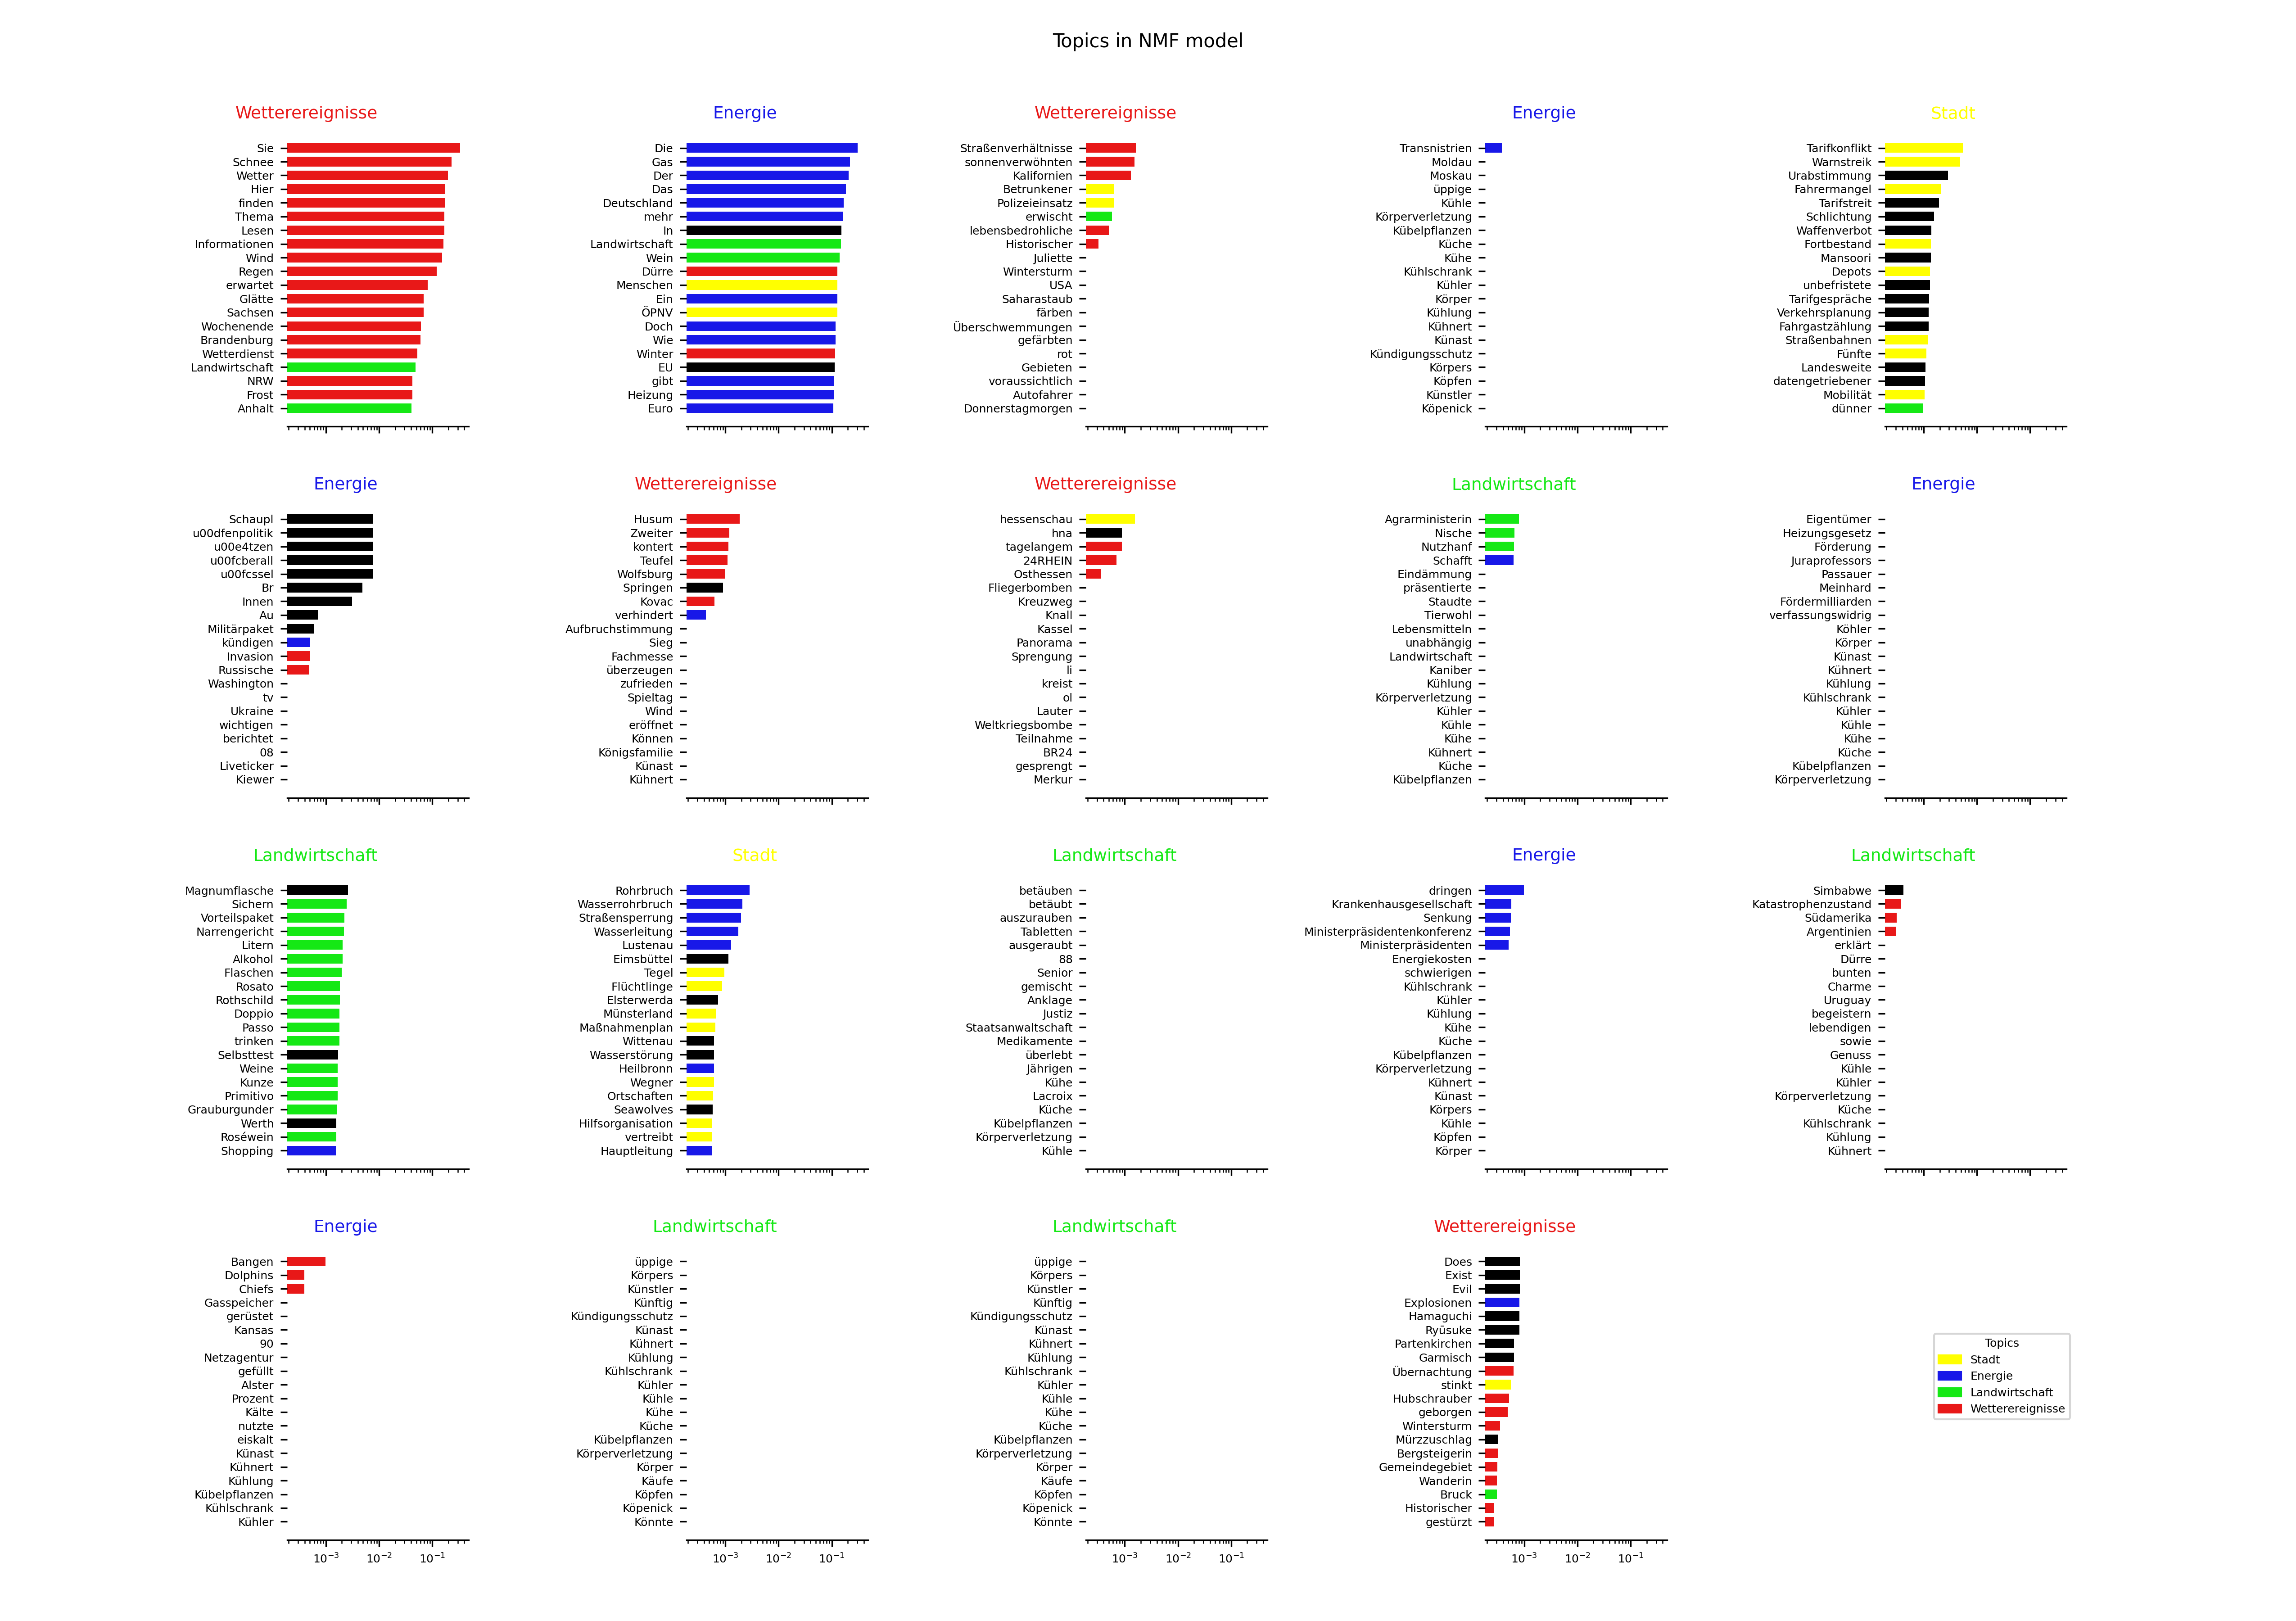 Topics in NMF model
Wetterereignisse
Sie
Schnee
Wetter
Hier
finden
Thema
Lesen
Informationen
Wind
Regen
erwartet
Glätte
Sachsen
Wochenende
Brandenburg
Wetterdienst
Landwirtschaft
NRW
Frost
Anhalt
Energie
Die
Gas
Der
Das
Deutschland
mehr
In
Landwirtschaft
Wein
Dürre
Menschen
Ein
ÖPNV
Doch
Wie
Winter
EU
gibt
Heizung
Euro
Wetterereignisse
Straßenverhältnisse
sonnenverwöhnten
Kalifornien
Betrunkener
Polizeieinsatz
erwischt
lebensbedrohliche
Historischer
Juliette
Wintersturm
USA
Saharastaub
färben
Überschwemmungen
gefärbten
rot
Gebieten
voraussichtlich
Autofahrer
Donnerstagmorgen
Energie
Transnistrien
Moldau
Moskau
üppige
Kühle
Körperverletzung
Kübelpflanzen
Küche
Kühe
Kühlschrank
Kühler
Körper
Kühlung
Kühnert
Künast
Kündigungsschutz
Körpers
Köpfen
Künstler
Köpenick
Stadt
Tarifkonflikt
Warnstreik
Urabstimmung
Fahrermangel
Tarifstreit
Schlichtung
Waffenverbot
Fortbestand
Mansoori
Depots
unbefristete
Tarifgespräche
Verkehrsplanung
Fahrgastzählung
Straßenbahnen
Fünfte
Landesweite
datengetriebener
Mobilität
dünner
Energie
Schaupl
u00dfenpolitik
u00e4tzen
u00fcberall
u00fcssel
Br
Innen
Au
Militärpaket
kündigen
Invasion
Russische
Washington
tv
Ukraine
wichtigen
berichtet
08
Liveticker
Kiewer
Wetterereignisse
Husum
Zweiter
kontert
Teufel
Wolfsburg
Springen
Kovac
verhindert
Aufbruchstimmung
Sieg
Fachmesse
überzeugen
zufrieden
Spieltag
Wind
eröffnet
Können
Königsfamilie
Künast
Kühnert
Wetterereignisse
hessenschau
hna
tagelangem
24RHEIN
Osthessen
Fliegerbomben
Kreuzweg
Knall
Kassel
Panorama
Sprengung
li
kreist
ol
Lauter
Weltkriegsbombe
Teilnahme
BR24
gesprengt
Merkur
Landwirtschaft
Agrarministerin
Nische
Nutzhanf
Schafft
Eindämmung
präsentierte
Staudte
Tierwohl
Lebensmitteln
unabhängig
Landwirtschaft
Kaniber
Kühlung
Körperverletzung
Kühler
Kühle
Kühe
Kühnert
Küche
Kübelpflanzen
Energie
Eigentümer
Heizungsgesetz
Förderung
Juraprofessors
Passauer
Meinhard
Fördermilliarden
verfassungswidrig
Köhler
Körper
Künast
Kühnert
Kühlung
Kühlschrank
Kühler
Kühle
Kühe
Küche
Kübelpflanzen
Körperverletzung
Landwirtschaft
Magnumflasche
Sichern
Vorteilspaket
Narrengericht
Litern
Alkohol
Flaschen
Rosato
Rothschild
Doppio
Passo
trinken
Selbsttest
Weine
Kunze
Primitivo
Grauburgunder
Werth
Roséwein
Shopping
Stadt
Rohrbruch
Wasserrohrbruch
Straßensperrung
Wasserleitung
Lustenau
Eimsbüttel
Tegel
Flüchtlinge
Elsterwerda
Münsterland
Maßnahmenplan
Wittenau
Wasserstörung
Heilbronn
Wegner
Ortschaften
Seawolves
Hilfsorganisation
vertreibt
Hauptleitung
Landwirtschaft
betäuben
betäubt
auszurauben
Tabletten
ausgeraubt
88
Senior
gemischt
Anklage
Justiz
Staatsanwaltschaft
Medikamente
überlebt
Jährigen
Kühe
Lacroix
Küche
Kübelpflanzen
Körperverletzung
Kühle
Energie
dringen
Krankenhausgesellschaft
Senkung
Ministerpräsidentenkonferenz
Ministerpräsidenten
Energiekosten
schwierigen
Kühlschrank
Kühler
Kühlung
Kühe
Küche
Kübelpflanzen
Körperverletzung
Kühnert
Künast
Körpers
Kühle
Köpfen
Körper
Landwirtschaft
Simbabwe
Katastrophenzustand
Südamerika
Argentinien
erklärt
Dürre
bunten
Charme
Uruguay
begeistern
lebendigen
sowie
Genuss
Kühle
Kühler
Körperverletzung
Küche
Kühlschrank
Kühlung
Kühnert
Energie
Bangen
Dolphins
Chiefs
Gasspeicher
gerüstet
Kansas
90
Netzagentur
gefüllt
Alster
Prozent
Kälte
nutzte
eiskalt
Künast
Kühnert
Kühlung
Kübelpflanzen
Kühlschrank
Kühler
10⁻³ 10⁻² 10⁻¹
Landwirtschaft
üppige
Körpers
Künstler
Künftig
Kündigungsschutz
Künast
Kühnert
Kühlung
Kühlschrank
Kühler
Kühle
Kühe
Küche
Kübelpflanzen
Körperverletzung
Körper
Käufe
Köpfen
Köpenick
Könnte
10⁻³ 10⁻² 10⁻¹
Landwirtschaft
üppige
Körpers
Künstler
Künftig
Kündigungsschutz
Künast
Kühnert
Kühlung
Kühlschrank
Kühler
Kühle
Kühe
Küche
Kübelpflanzen
Körperverletzung
Körper
Käufe
Köpfen
Köpenick
Könnte
10⁻³ 10⁻² 10⁻¹
Wetterereignisse
Does
Exist
Evil
Explosionen
Hamaguchi
Ryūsuke
Partenkirchen
Garmisch
Übernachtung
stinkt
Hubschrauber
geborgen
Wintersturm
Mürzzuschlag
Bergsteigerin
Gemeindegebiet
Wanderin
Bruck
Historischer
gestürzt
10⁻³ 10⁻² 10⁻¹
Topics
Stadt
Energie
Landwirtschaft
Wetterereignisse